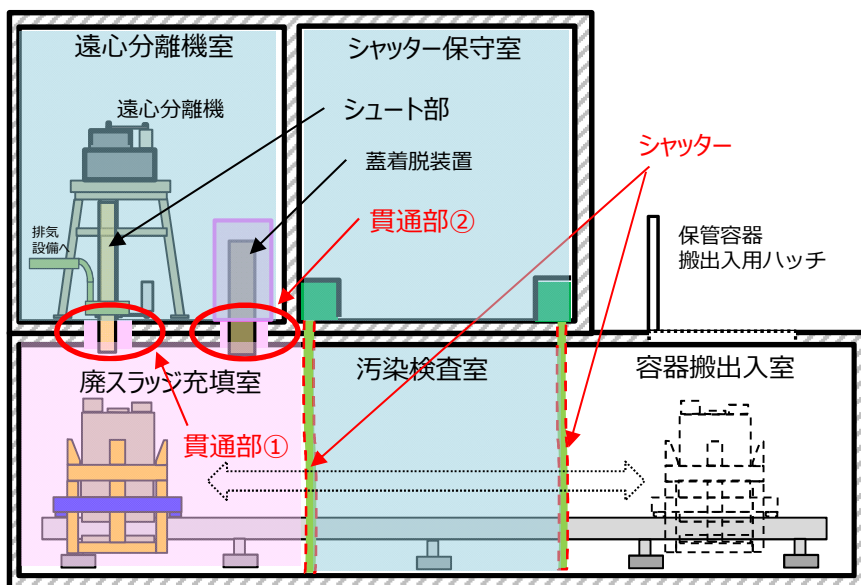 遠心分離機室
シャッター保守室
遠心分離機
シュート部
シャッター
蓋着脱装置
貫通部②
排気
設備へ
保管容器
搬出入用ハッチ
廃スラッジ充填室
汚染検査室
容器搬出入室
貫通部①